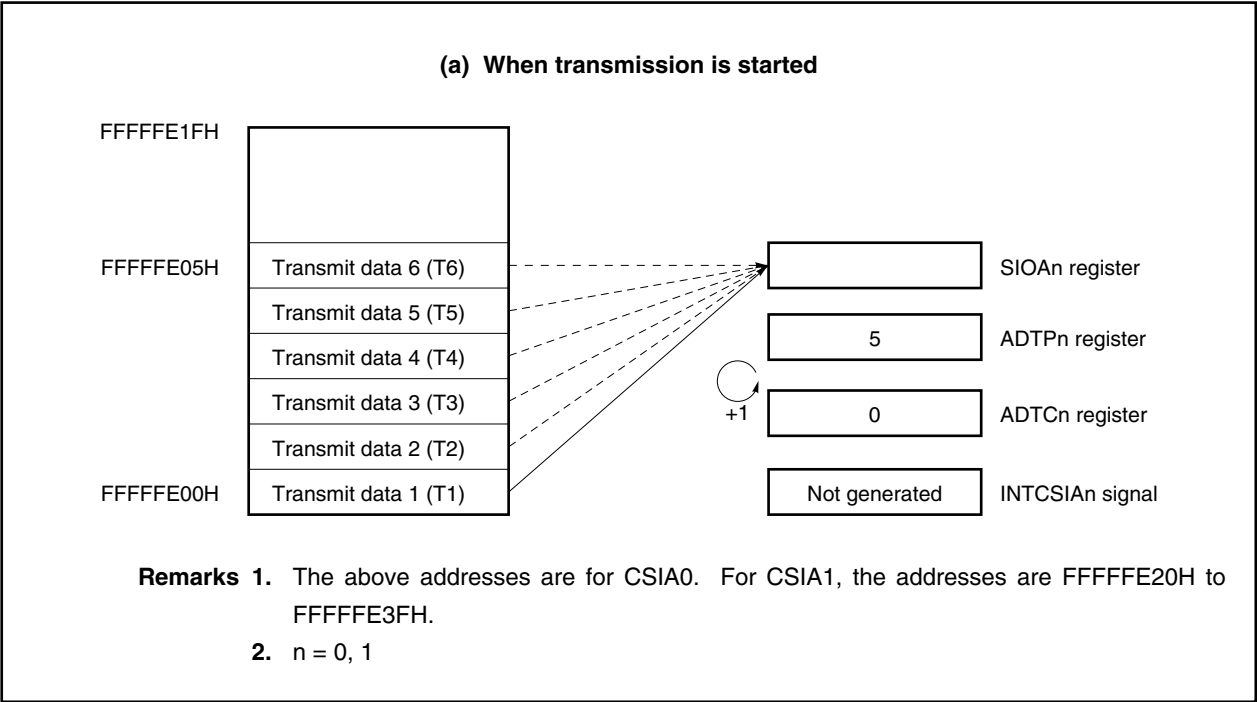 (a) When transmission is started
FFFFFE1FH
FFFFFE05H
Transmit data 6 (T6)
SIOAn register
Transmit data 5 (T5)
5
ADTPn register
Transmit data 4 (T4)
Transmit data 3 (T3)
+1
0
ADTCn register
Transmit data 2 (T2)
FFFFFE00H
Transmit data 1 (T1)
Not generated
INTCSIAn signal
Remarks 1. The above addresses are for CSIA0. For CSIA1, the addresses are FFFFFE20H to
FFFFFE3FH.
2. n = 0, 1